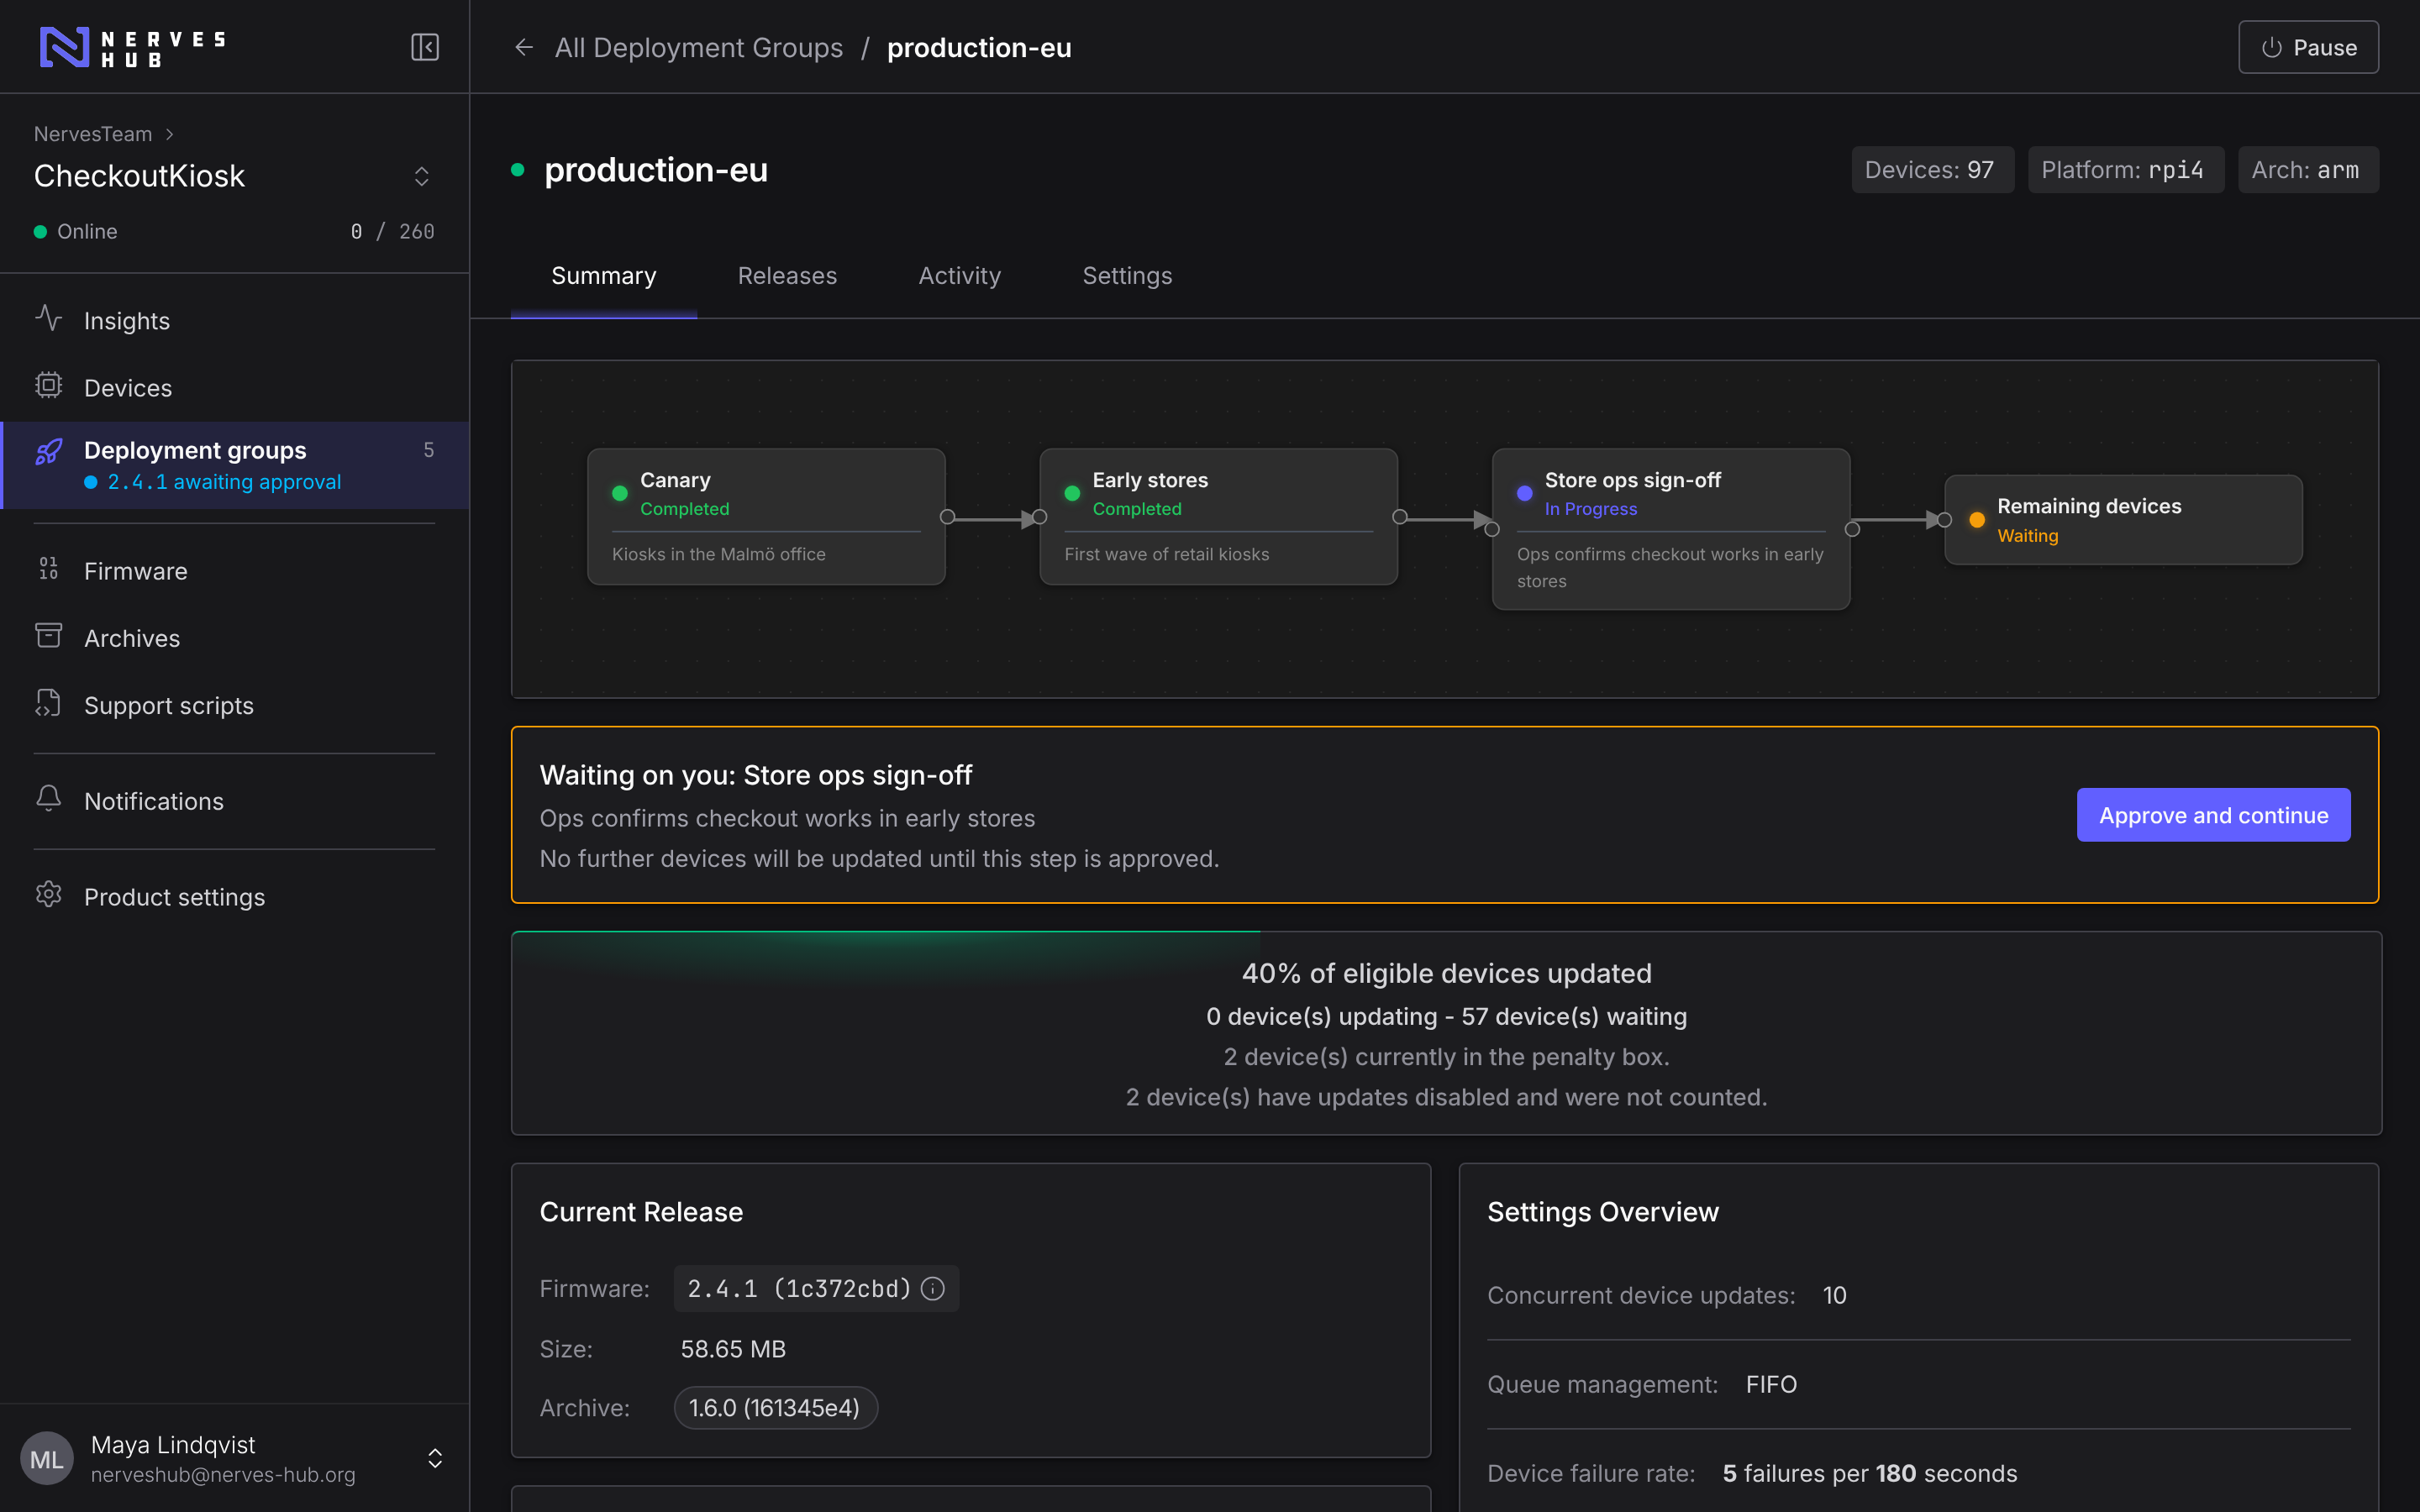 NERVES
HUB
All Deployment Groups / production-eu
Pause
NervesTeam
CheckoutKiosk
Online
0 / 260
Insights
Devices
Deployment groups
5
2.4.1 awaiting approval
Firmware
Archives
Support scripts
Notifications
Product settings
ML
Maya Lindqvist
nerveshub@nerves-hub.org
production-eu
Devices: 97
Platform: rpi4
Arch: arm
Summary
Releases
Activity
Settings
Canary
Completed
Kiosks in the Malmö office
Early stores
Completed
First wave of retail kiosks
Store ops sign-off
In Progress
Ops confirms checkout works in early
stores
Remaining devices
Waiting
Waiting on you: Store ops sign-off
Ops confirms checkout works in early stores
No further devices will be updated until this step is approved.
Approve and continue
40% of eligible devices updated
0 device(s) updating - 57 device(s) waiting
2 device(s) currently in the penalty box.
2 device(s) have updates disabled and were not counted.
Current Release
Firmware: 2.4.1 (1c372cbd)
Size: 58.65 MB
Archive: 1.6.0 (161345e4)
Settings Overview
Concurrent device updates: 10
Queue management: FIFO
Device failure rate: 5 failures per 180 seconds